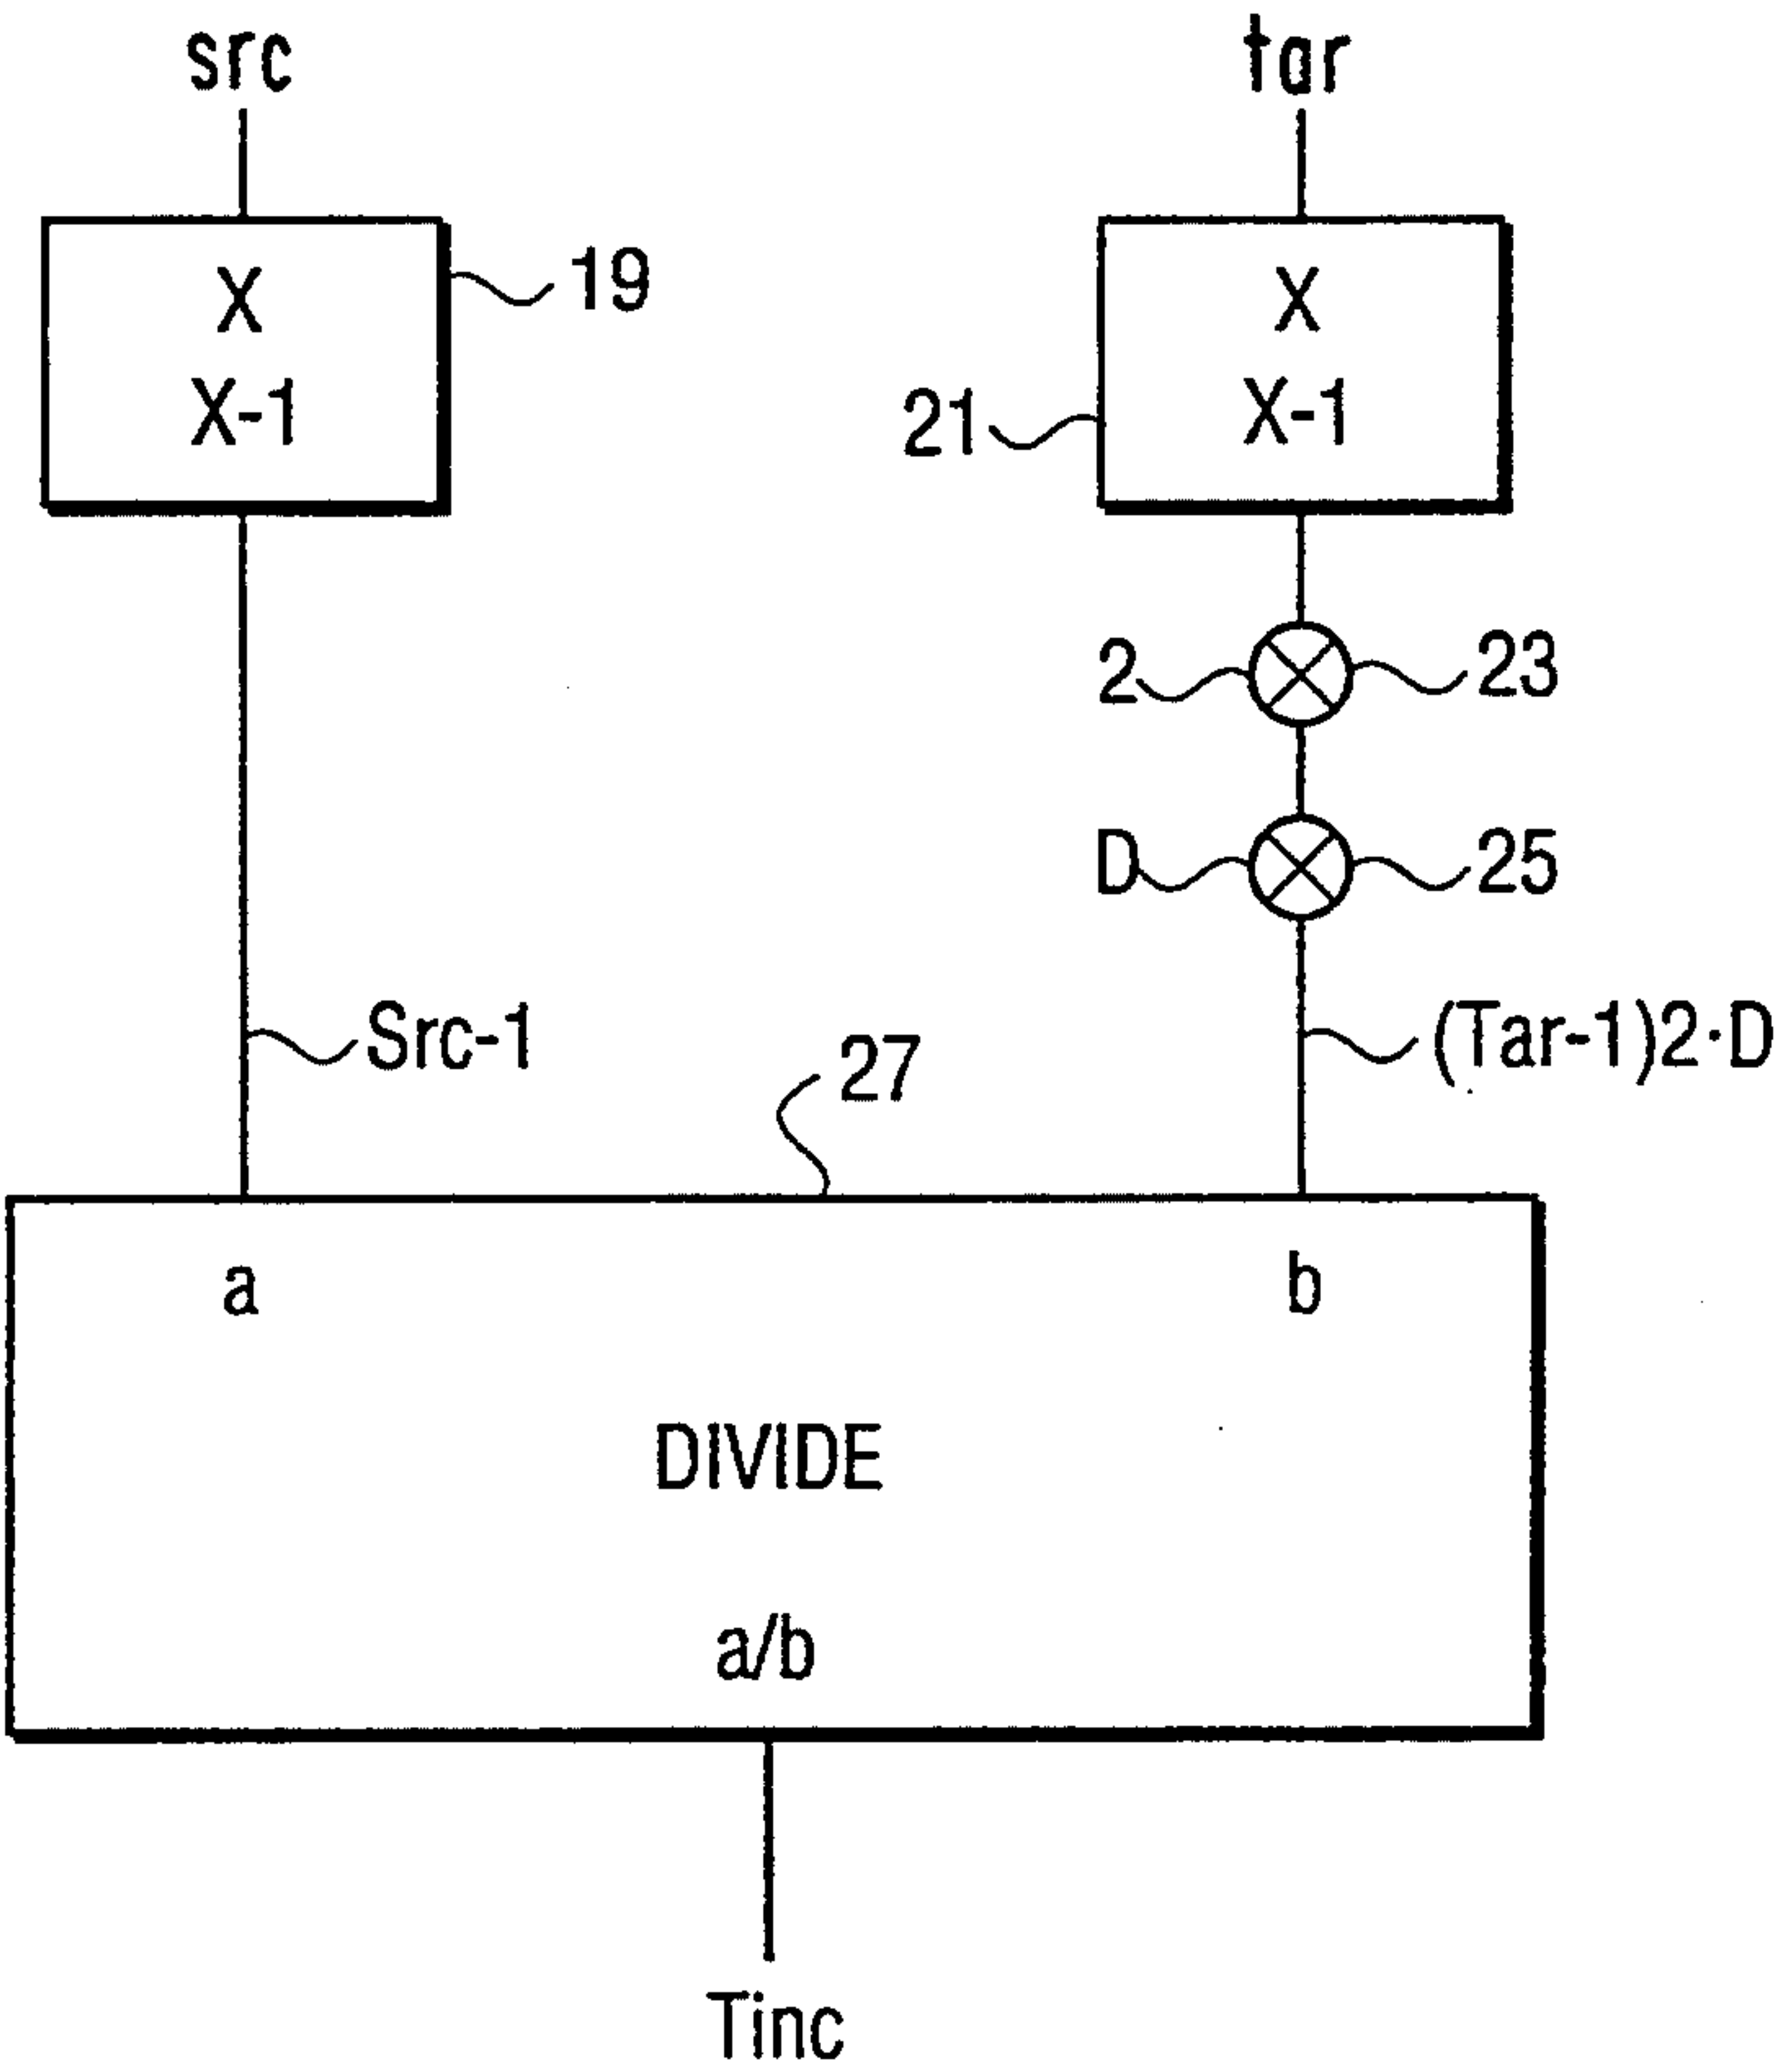 src
tar
X
X-1
19
X
X-1
21
2
23
D
25
Src-1
(Tar-1)2·D
27
a
b
DIVIDE
a/b
Tinc